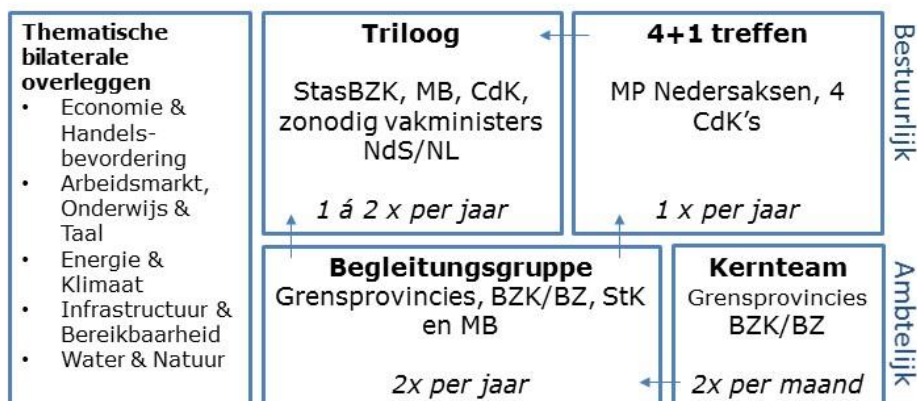 Thematische
bilaterale
overleggen
• Economie &
Handels-
bevordering
• Arbeidsmarkt,
Onderwijs &
Taal
• Energie &
Klimaat
• Infrastructuur &
Bereikbaarheid
• Water & Natuur
Triloog
StasBZK, MB, CdK,
zonodig vakministers
NdS/NL
1 á 2 x per jaar
4+1 treffen
MP Nedersaksen, 4
CdK’s
1 x per jaar
Bestuurlijk
Begleitungsgruppe
Grensprovincies, BZK/BZ, StK
en MB
2x per jaar
Kernteam
Grensprovincies
BZK/BZ
2x per maand
Ambtelijk